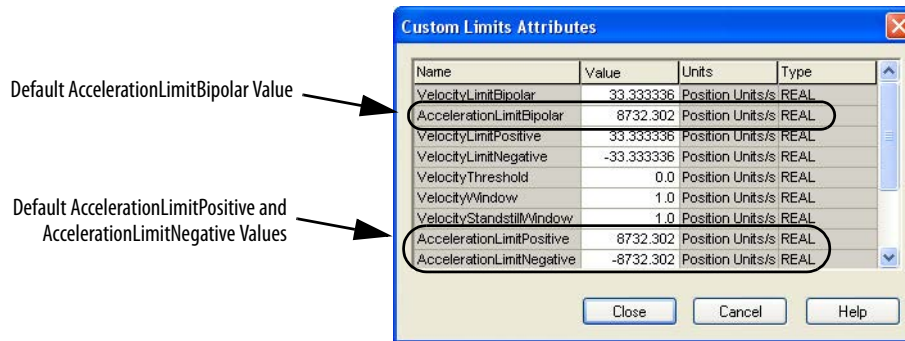 Custom Limits Attributes
Name Value Units Type
Default AccelerationLimitBipolar Value
VelocityLimitBipolar 33.333336 Position Units/s REAL
AccelerationLimitBipolar 8732.302 Position Units/s REAL
VelocityLimitPositive 33.333336 Position Units/s REAL
VelocityLimitNegative -33.333336 Position Units/s REAL
VelocityThreshold 0.0 Position Units/s REAL
VelocityWindow 1.0 Position Units/s REAL
VelocityStandstillWindow 1.0 Position Units/s REAL
Default AccelerationLimitPositive and
AccelerationLimitNegative Values
AccelerationLimitPositive 8732.302 Position Units/s REAL
AccelerationLimitNegative -8732.302 Position Units/s REAL
Close Cancel Help